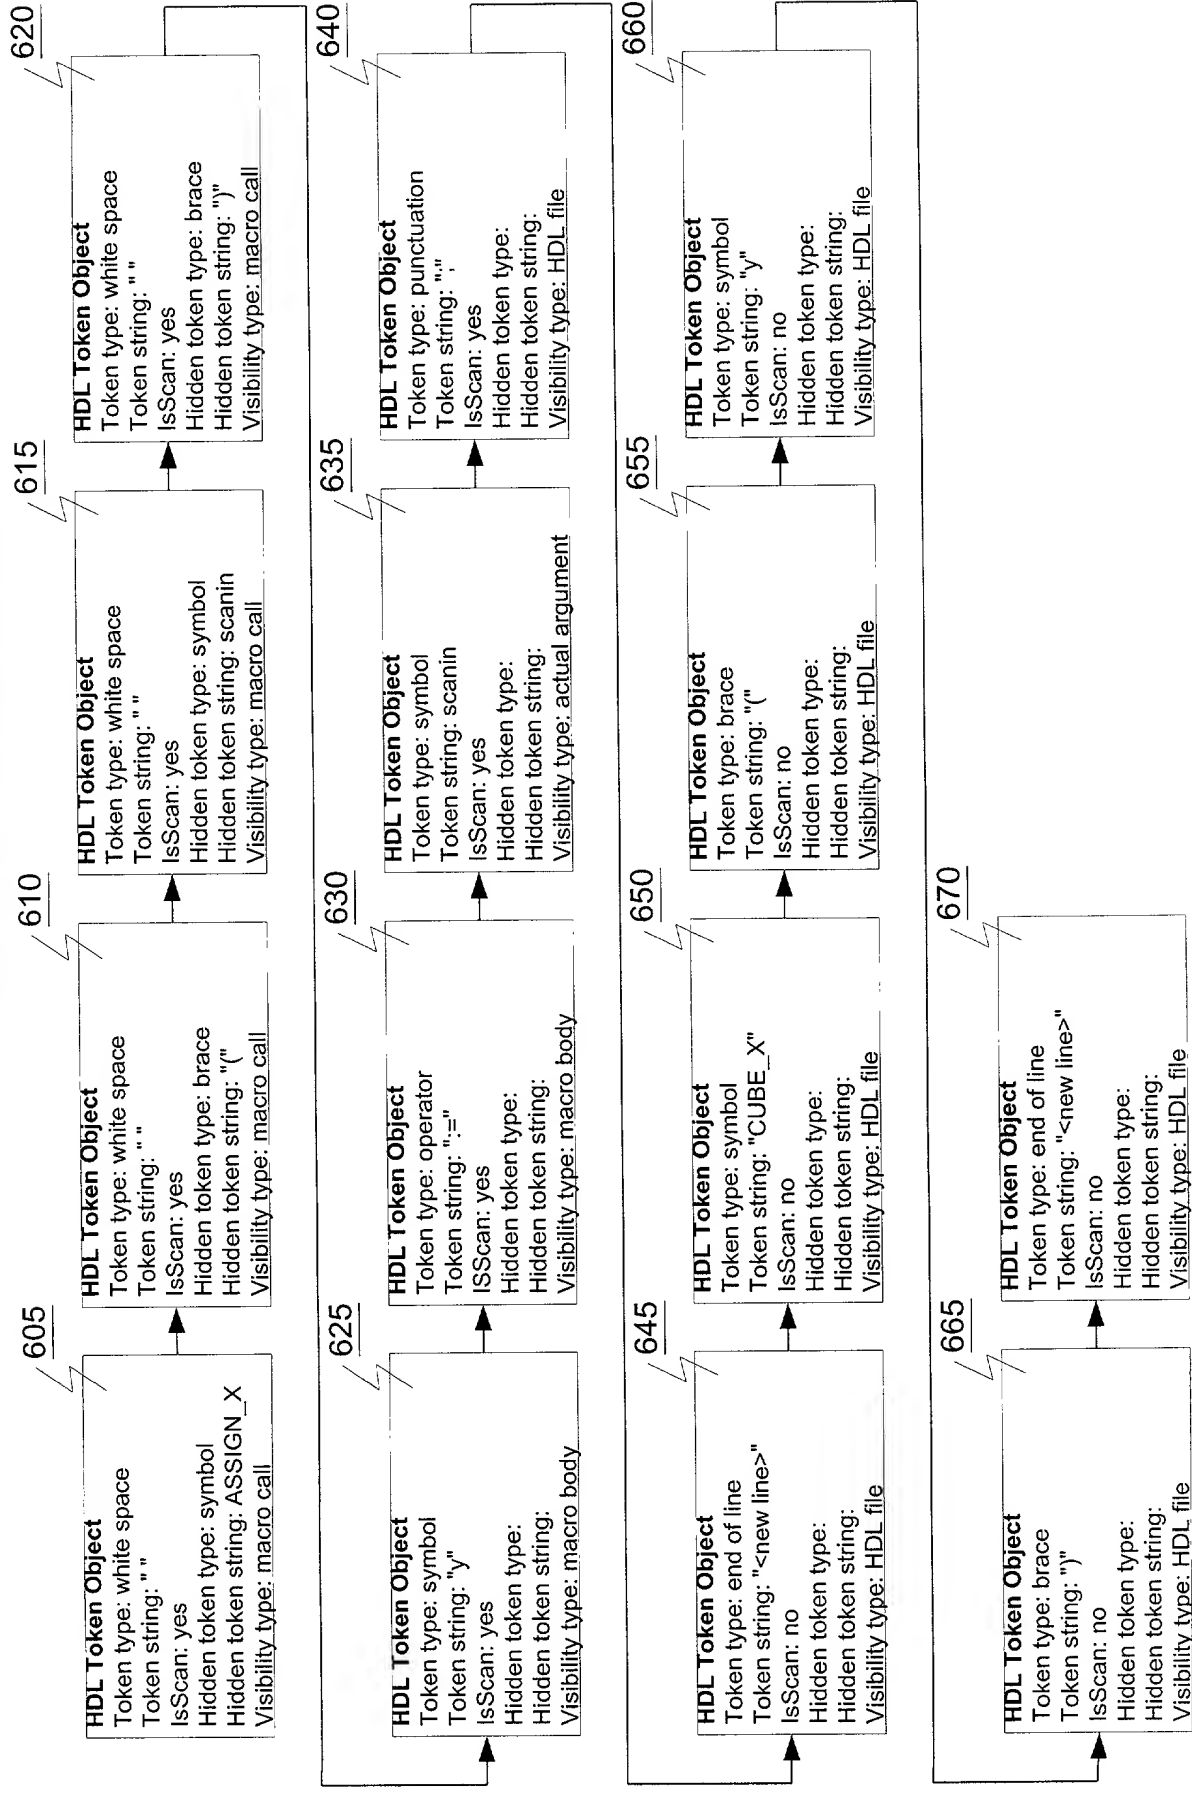 605
HDL Token Object
Token type: white space
Token string: " "
IsScan: yes
Hidden token type: symbol
Hidden token string: ASSIGN_X
Visibility type: macro call
610
HDL Token Object
Token type: white space
Token string: " "
IsScan: yes
Hidden token type: brace
Hidden token string: "("
Visibility type: macro call
615
HDL Token Object
Token type: white space
Token string: " "
IsScan: yes
Hidden token type: symbol
Hidden token string: scanin
Visibility type: macro call
620
HDL Token Object
Token type: white space
Token string: " "
IsScan: yes
Hidden token type: brace
Hidden token string: ")"
Visibility type: macro call
625
HDL Token Object
Token type: symbol
Token string: "y"
IsScan: yes
Hidden token type:
Hidden token string:
Visibility type: macro body
630
HDL Token Object
Token type: operator
Token string: ":="
ISScan: yes
Hidden token type:
Hidden token string:
Visibility type: macro body
635
HDL Token Object
Token type: symbol
Token string: scanin
IsScan: yes
Hidden token type:
Hidden token string:
Visibility type: actual argument
640
HDL Token Object
Token type: punctuation
Token string: ";"
IsScan: yes
Hidden token type:
Hidden token string:
Visibility type: HDL file
645
HDL Token Object
Token type: end of line
Token string: "<new line>"
IsScan: no
Hidden token type:
Hidden token string:
Visibility type: HDL file
650
HDL Token Object
Token type: symbol
Token string: "CUBE_X"
IsScan: no
Hidden token type:
Hidden token string:
Visibility type: HDL file
655
HDL Token Object
Token type: brace
Token string: "("
IsScan: no
Hidden token type:
Hidden token string:
Visibility type: HDL file
660
HDL Token Object
Token type: symbol
Token string: "y"
IsScan: no
Hidden token type:
Hidden token string:
Visibility type: HDL file
665
HDL Token Object
Token type: brace
Token string: ")"
IsScan: no
Hidden token type:
Hidden token string:
Visibility type: HDL file
670
HDL Token Object
Token type: end of line
Token string: "<new line>"
IsScan: no
Hidden token type:
Hidden token string:
Visibility type: HDL file